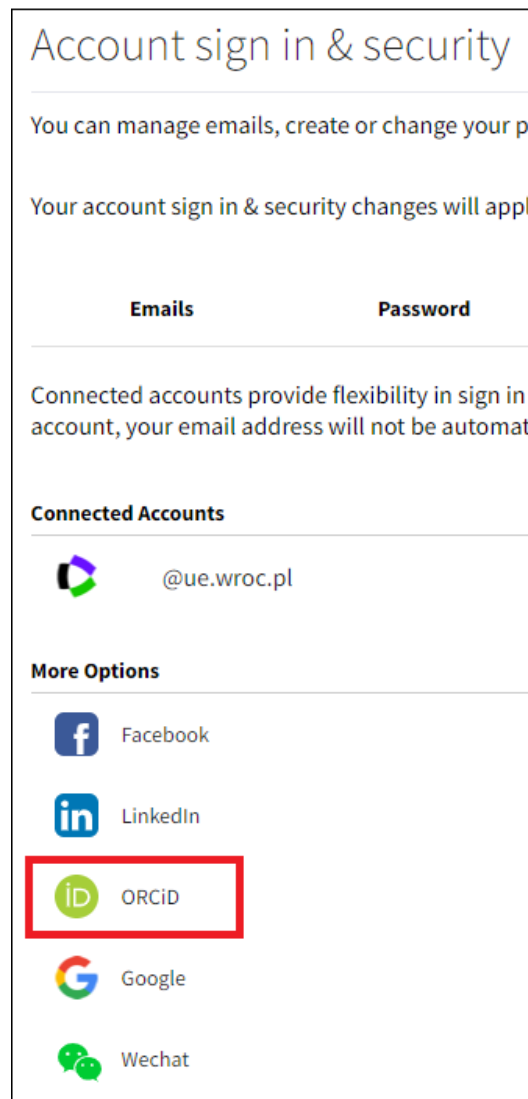 Account sign in & security
You can manage emails, create or change your p
Your account sign in & security changes will appl
Emails Password
Connected accounts provide flexibility in sign in
account, your email address will not be automat
Connected Accounts
@ue.wroc.pl
More Options
Facebook
LinkedIn
ORCiD
Google
Wechat